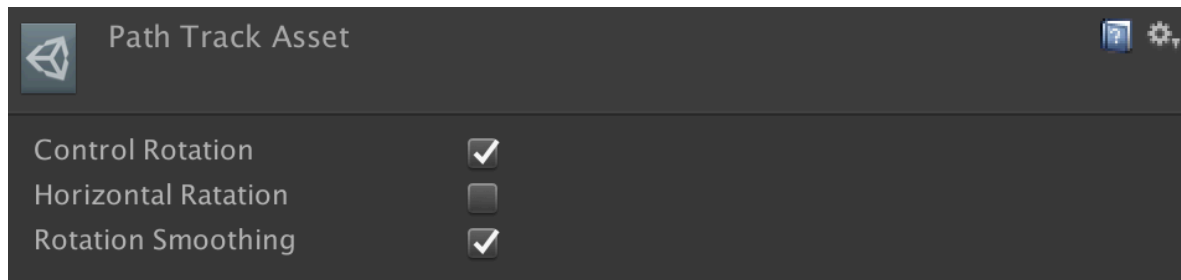 Path Track Asset
Control Rotation
Horizontal Ratation
Rotation Smoothing